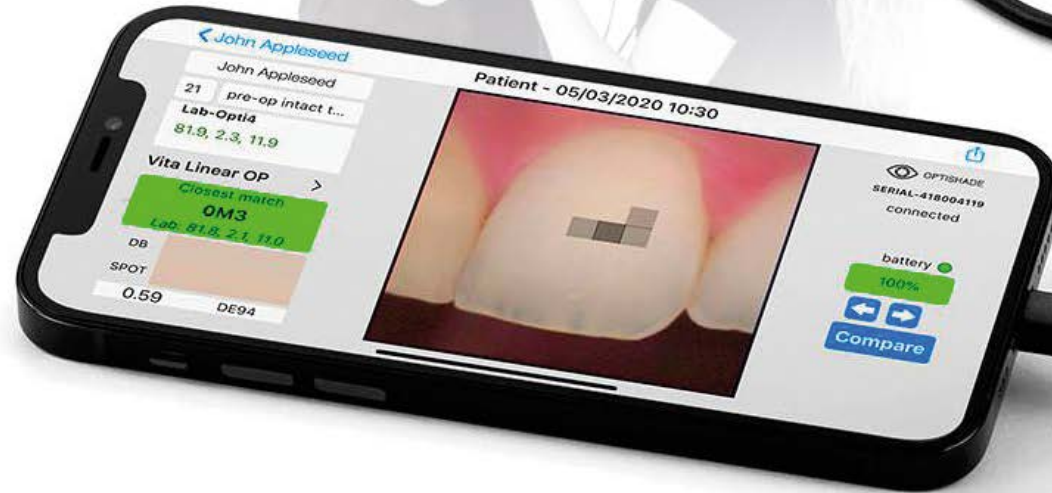 John Appleseed
John Appleseed
21 pre-op intact t...
Lab-Opti4
81.9, 2.3, 11.9
Vita Linear OP
Closest match
0M3
Lab. 81.8, 2.1, 11.0
DB
SPOT
0.59 DE94
Patient - 05/03/2020 10:30
OPTISHADE
SERIAL-418004119
connected
battery
100%
Compare